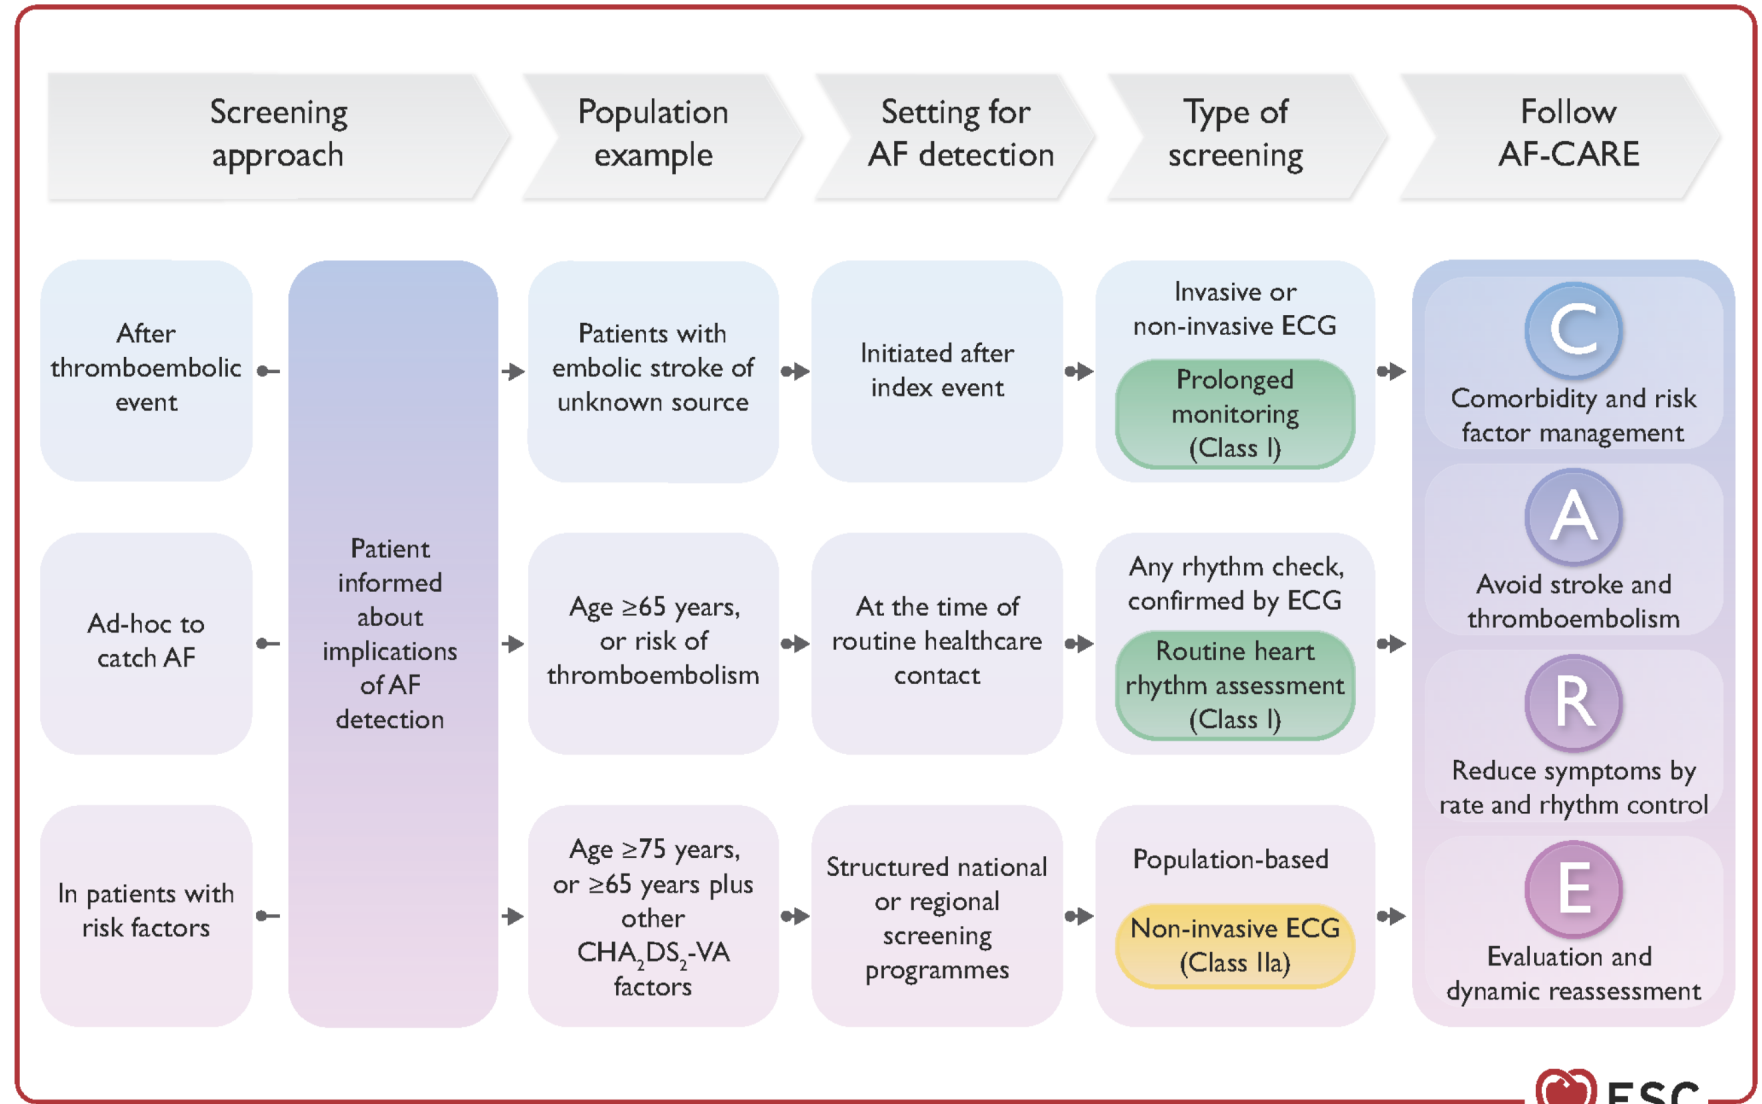 Screening
approach
Population
example
Setting for
AF detection
Type of
screening
Follow
AF-CARE
After
thromboembolic
event
Patient
informed
about
implications
of AF
detection
Patients with
embolic stroke of
unknown source
Initiated after
index event
Invasive or
non-invasive ECG
Prolonged
monitoring
(Class I)
Ad-hoc to
catch AF
Age ≥65 years,
or risk of
thromboembolism
At the time of
routine healthcare
contact
Any rhythm check,
confirmed by ECG
Routine heart
rhythm assessment
(Class I)
In patients with
risk factors
Age ≥75 years,
or ≥65 years plus
other
CHA₂DS₂-VA
factors
Structured national
or regional
screening
programmes
Population-based
Non-invasive ECG
(Class IIa)
C
Comorbidity and risk
factor management
A
Avoid stroke and
thromboembolism
R
Reduce symptoms by
rate and rhythm control
E
Evaluation and
dynamic reassessment
ESC